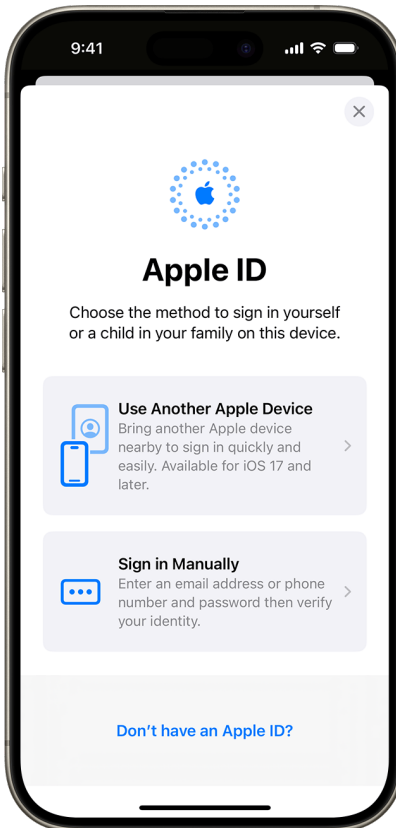 9:41
Apple ID
Choose the method to sign in yourself
or a child in your family on this device.
Use Another Apple Device
Bring another Apple device
nearby to sign in quickly and
easily. Available for iOS 17 and
later.
Sign in Manually
Enter an email address or phone
number and password then verify
your identity.
Don’t have an Apple ID?